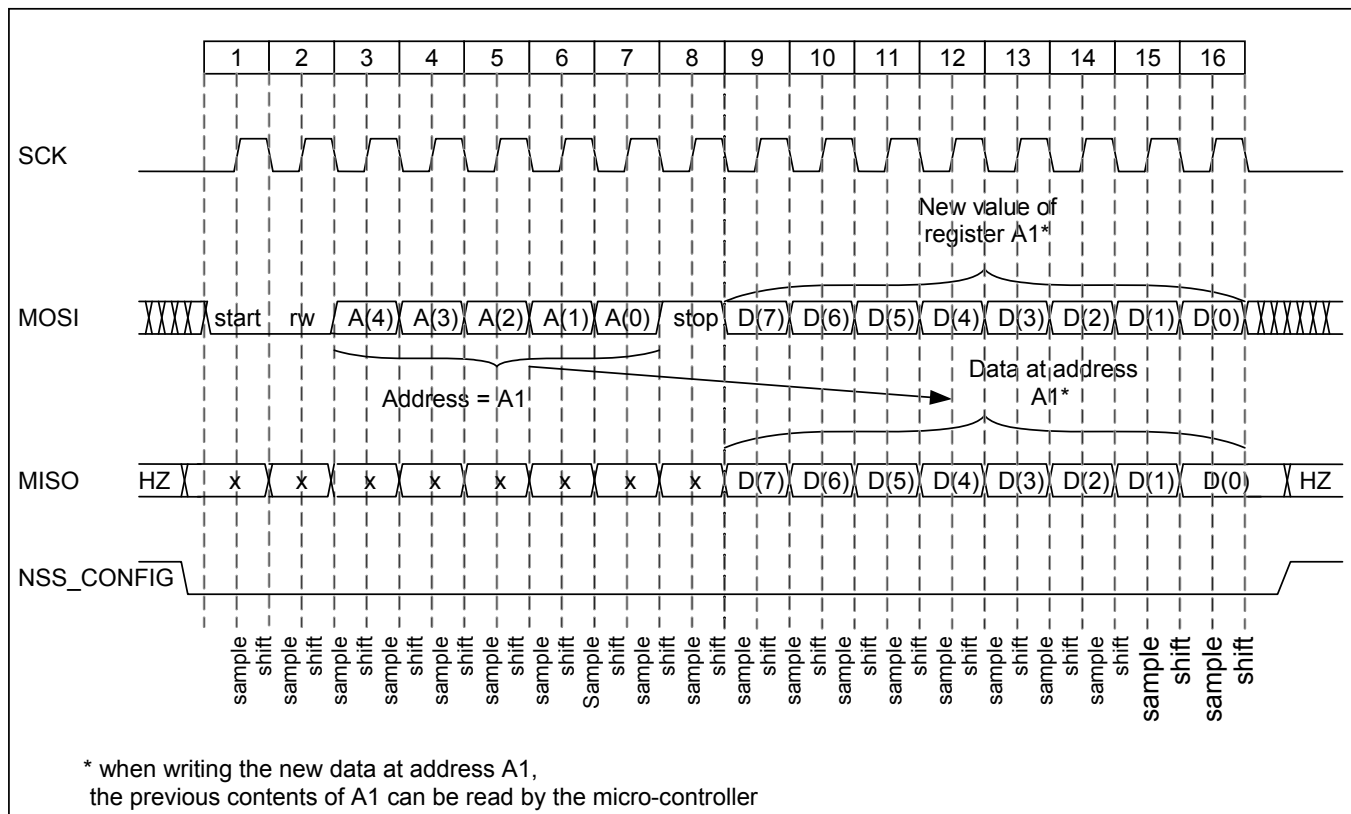 1 2 3 4 5 6 7 8 9 10 11 12 13 14 15 16
SCK
New value of
register A1*
MOSI start rw A(4) A(3) A(2) A(1) A(0) stop D(7) D(6) D(5) D(4) D(3) D(2) D(1) D(0)
Address = A1
Data at address
A1*
MISO HZ x x x x x x x x D(7) D(6) D(5) D(4) D(3) D(2) D(1) D(0) HZ
NSS_CONFIG
sample shift sample shift sample shift sample shift sample shift sample shift Sample shift sample shift sample shift sample shift sample shift sample shift sample shift sample shift sample shift sample shift
* when writing the new data at address A1,
the previous contents of A1 can be read by the micro-controller